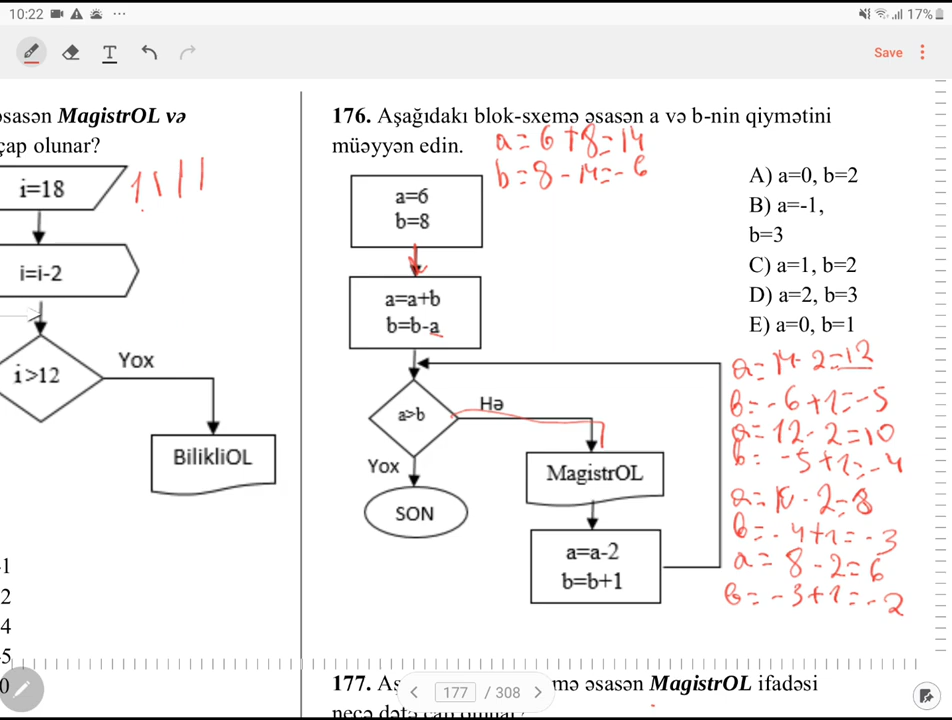 10:22
17%
T
Save
əsasən MagistrOL və
çap olunar?
i=18
i=i-2
i>12
Yox
BilikliOL
1
2
4
5
0
176. Aşağıdakı blok-sxemə əsasən a və b-nin qiymətini
müəyyən edin.
a = 6 + 8 = 14
b = 8 - 14 = - 6
a=6
b=8
a=a+b
b=b-a
a>b
Hə
Yox
MagistrOL
SON
a=a-2
b=b+1
A) a=0, b=2
B) a=-1,
b=3
C) a=1, b=2
D) a=2, b=3
E) a=0, b=1
a = 14 - 2 = 12
b = - 6 + 1 = - 5
a = 12 - 2 = 10
b = - 5 + 1 = - 4
a = 10 - 2 = 8
b = - 4 + 1 = - 3
a = 8 - 2 = 6
b = - 3 + 1 = - 2
177 / 308
177. mə əsasən MagistrOL ifadəsi